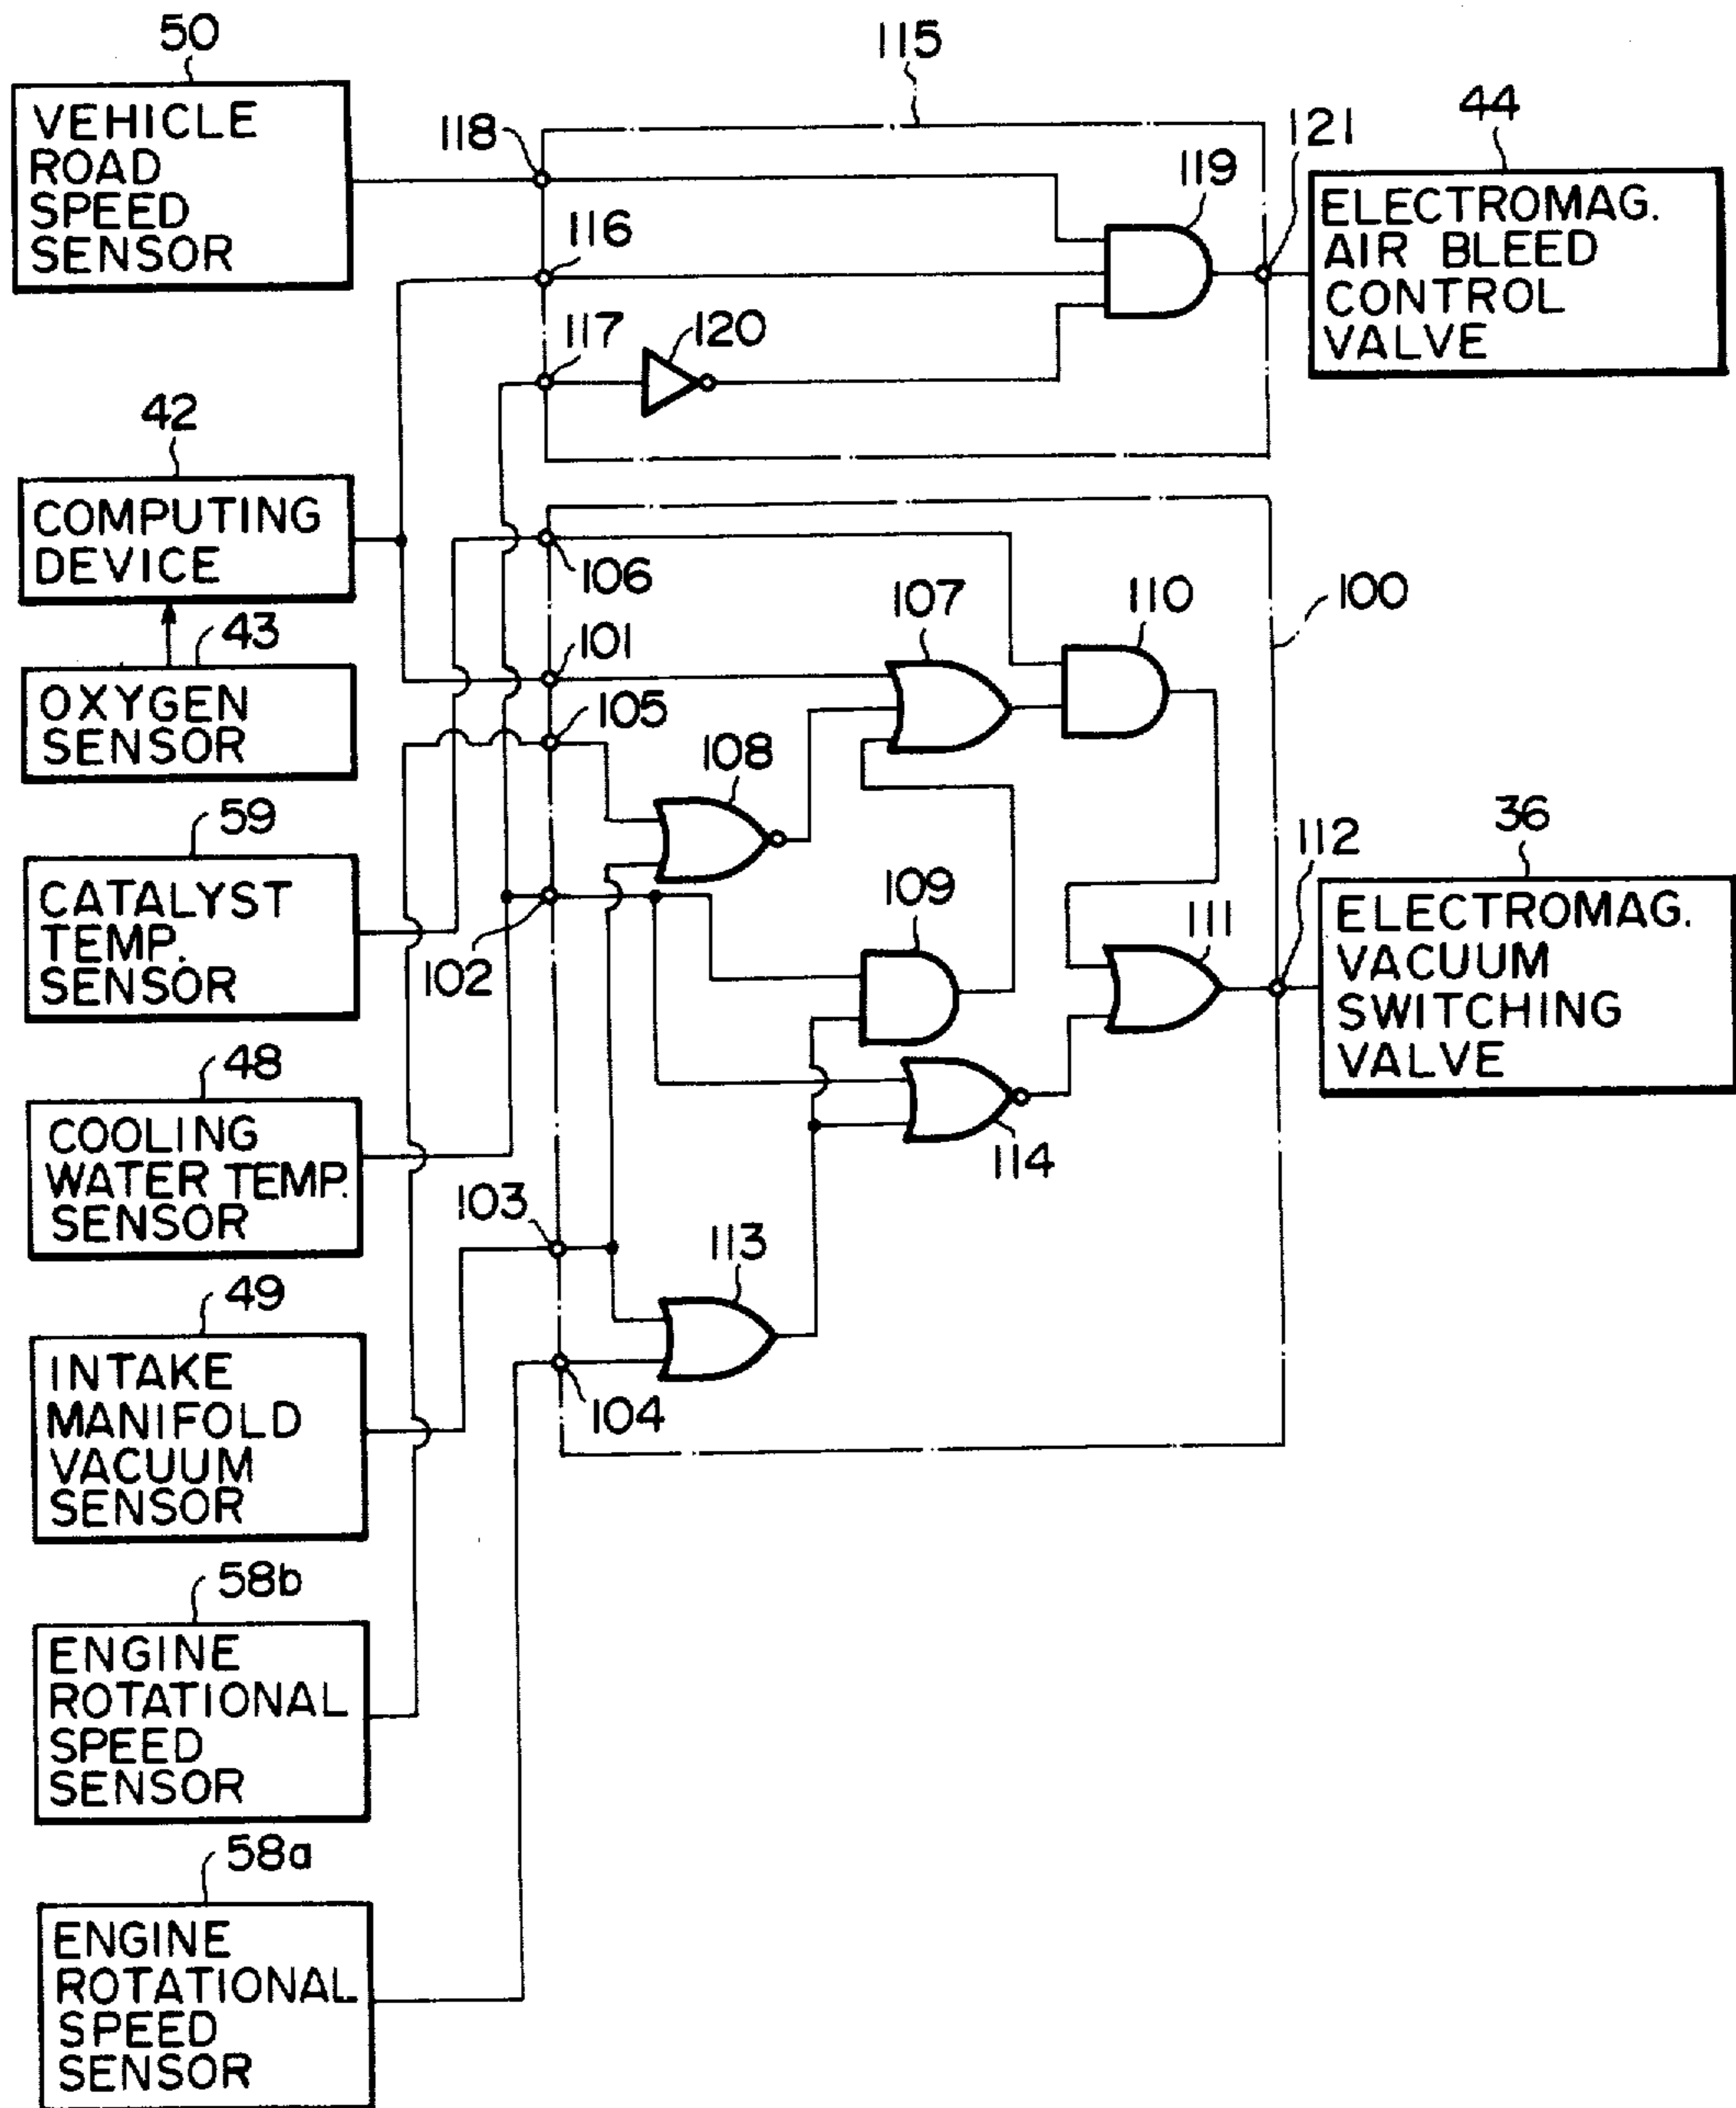 50
VEHICLE
ROAD
SPEED
SENSOR
115
118
116
117
119
120
121
44
ELECTROMAG.
AIR BLEED
CONTROL
VALVE
42
COMPUTING
DEVICE
43
OXYGEN
SENSOR
106
101
105
107
110
100
108
59
CATALYST
TEMP.
SENSOR
102
109
111
112
36
ELECTROMAG.
VACUUM
SWITCHING
VALVE
48
COOLING
WATER TEMP.
SENSOR
114
103
113
104
49
INTAKE
MANIFOLD
VACUUM
SENSOR
58b
ENGINE
ROTATIONAL
SPEED
SENSOR
58a
ENGINE
ROTATIONAL
SPEED
SENSOR